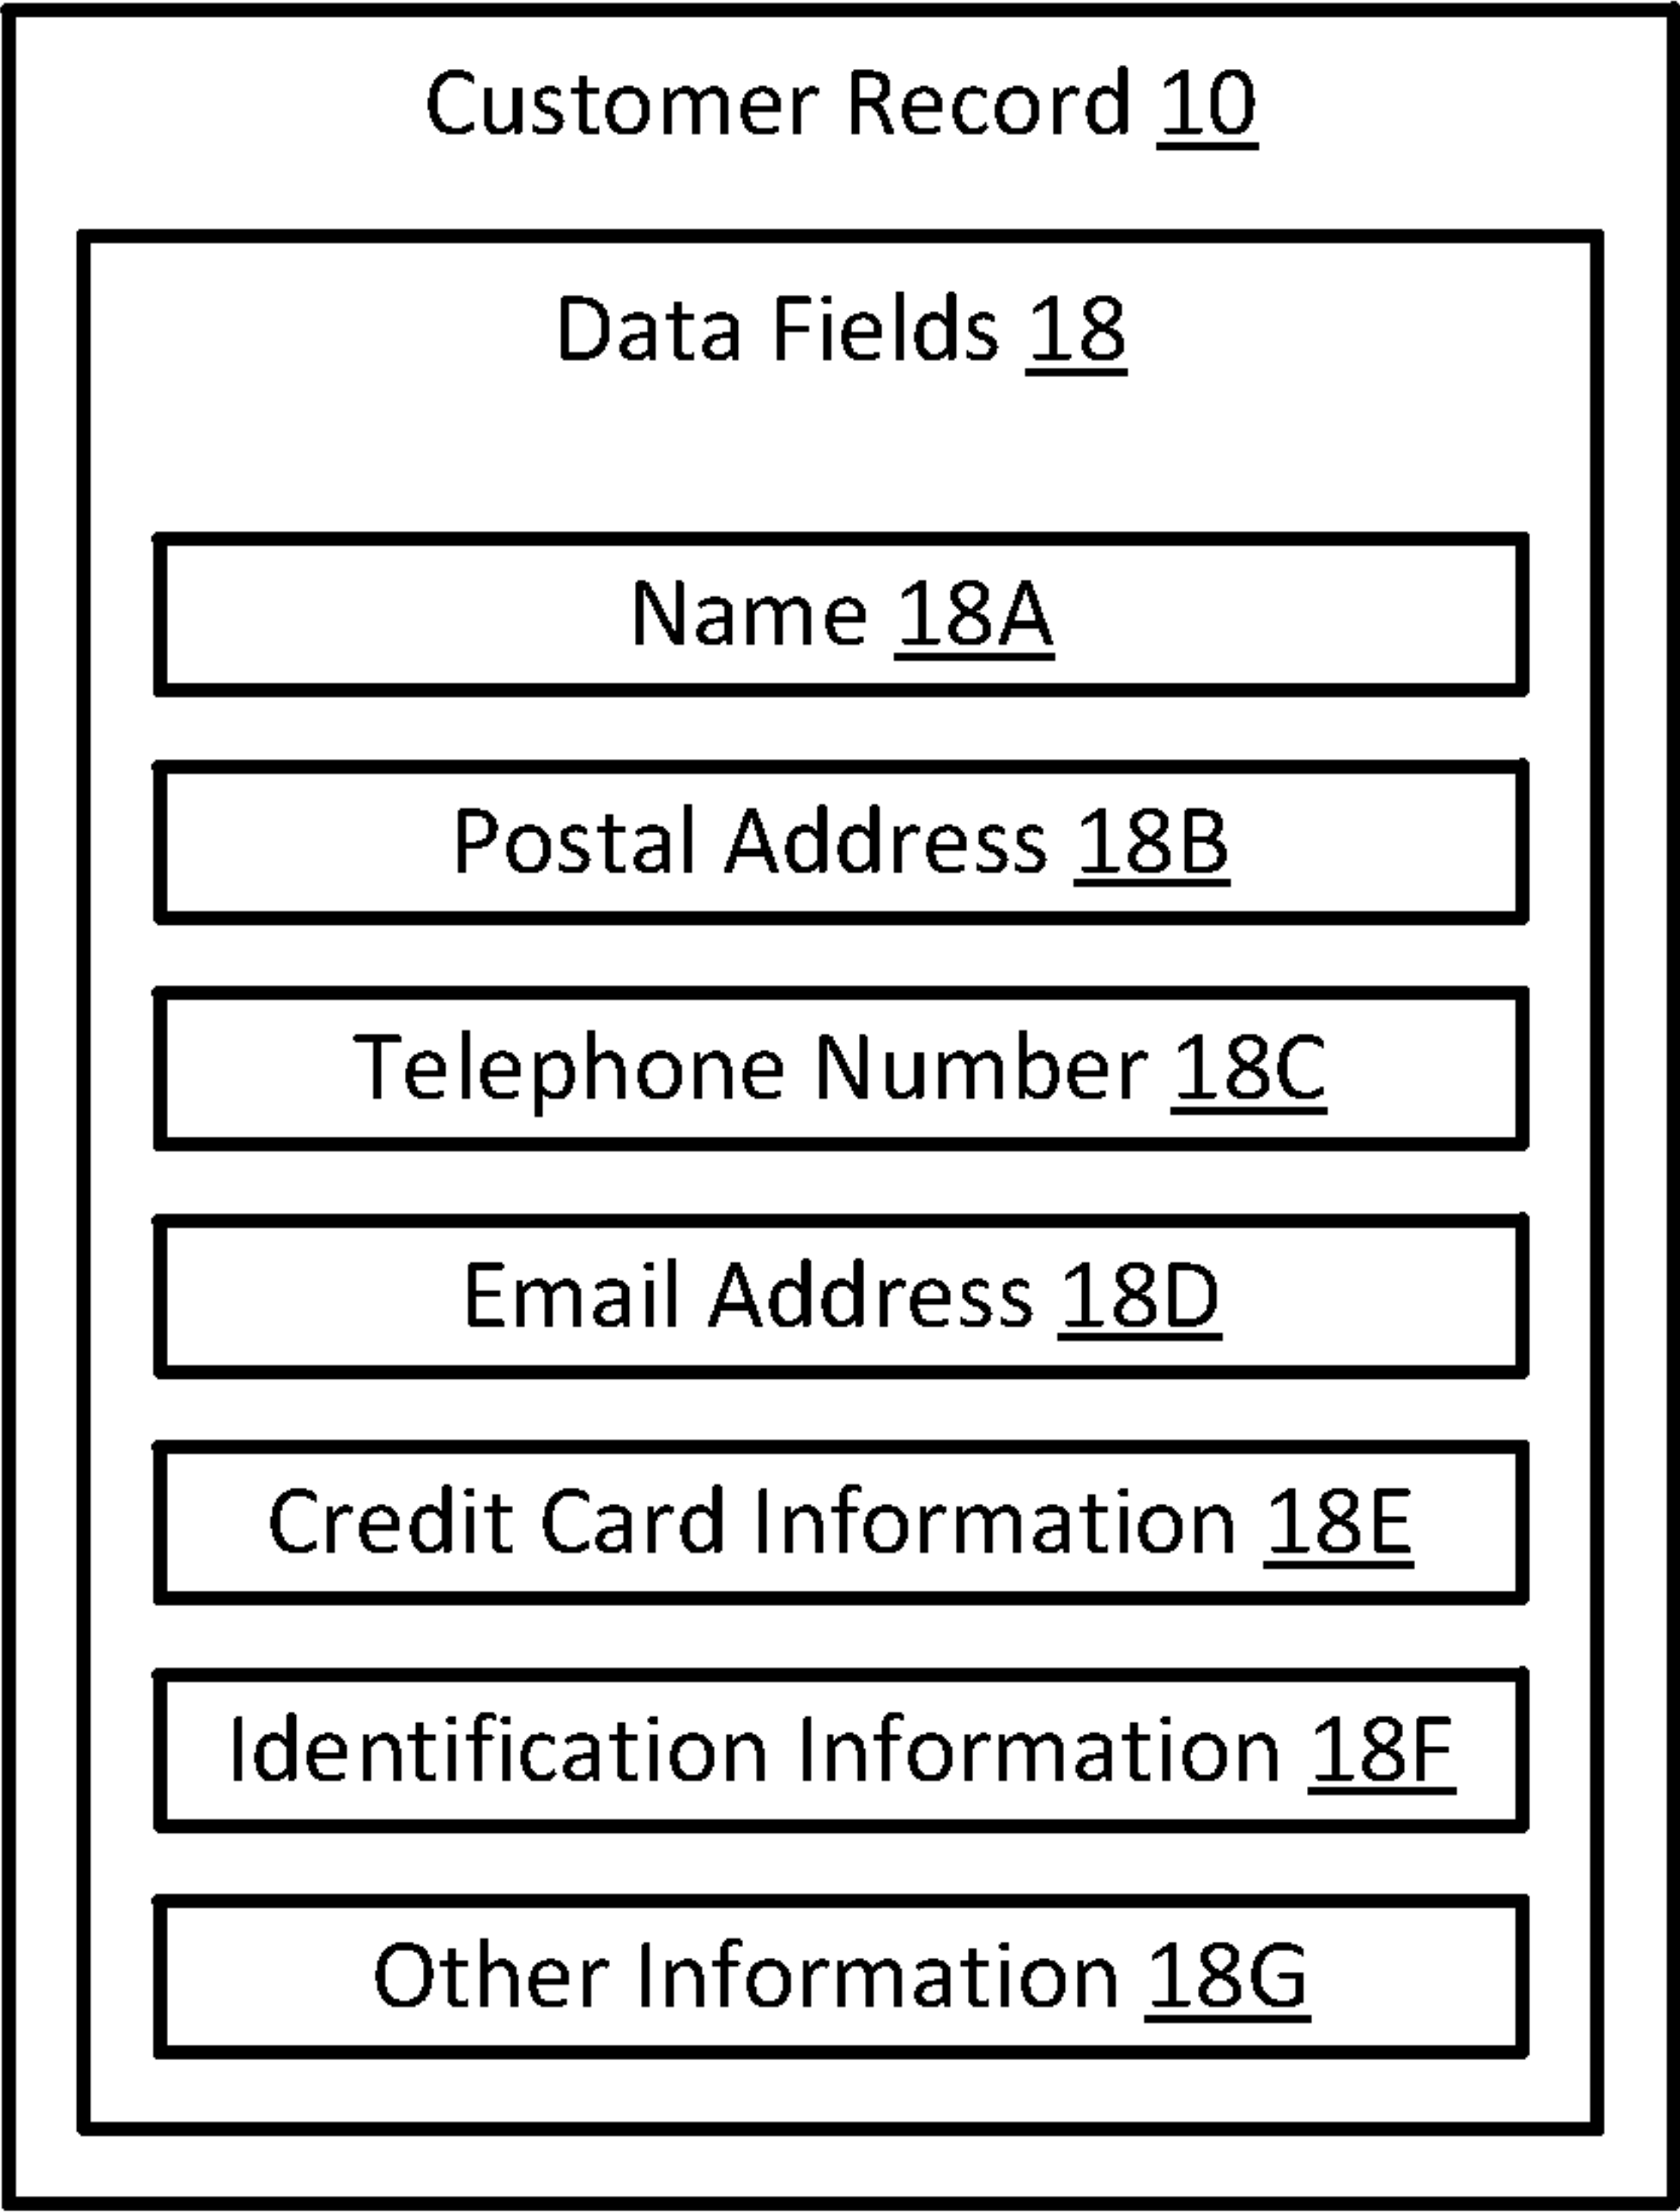 Customer Record 10
Data Fields 18
Name 18A
Postal Address 18B
Telephone Number 18C
Email Address 18D
Credit Card Information 18E
Identification Information 18F
Other Information 18G